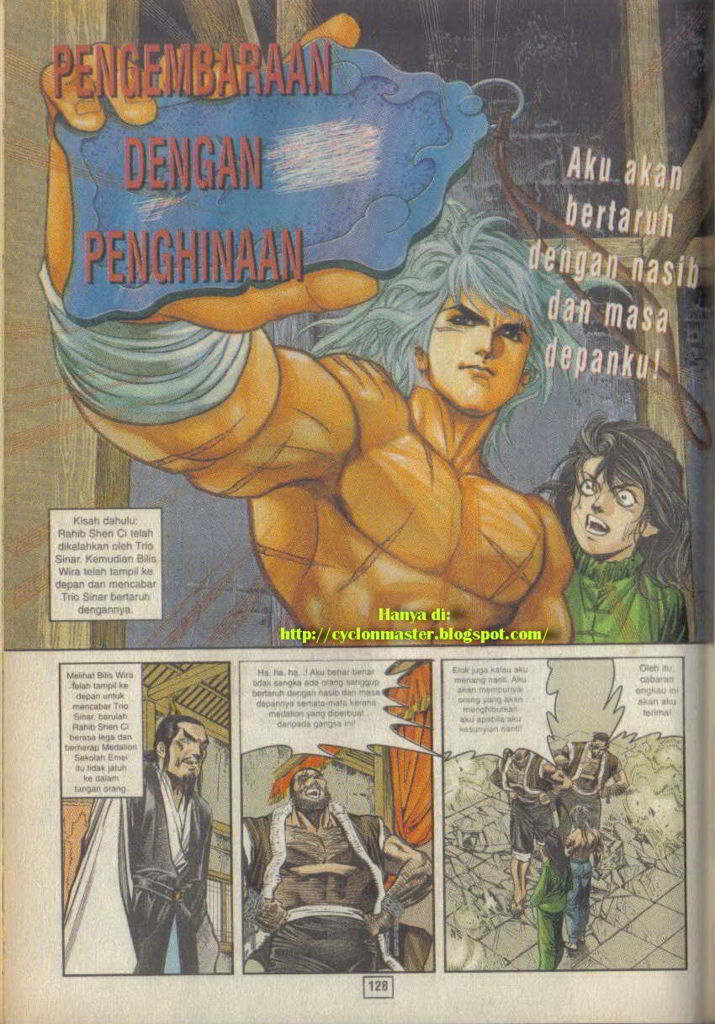 PENGEMBARAAN
DENGAN
PENGHINAAN
Aku akan
bertaruh
dengan nasib
dan masa
depanku!
Kisah dahulu:
Rahib Shen Ci telah
dikalahkan oleh Trio
Sinar. Kemudian Bilis
Wira telah tampil ke
depan dan mencabar
Trio Sinar bertaruh
dengannya.
Hanya di:
http://cyclonmaster.blogspot.com/
Melihat Bilis Wira
telah tampil ke
depan untuk
mencabar Trio
Sinar, barulah
Rahib Shen Ci
berasa lega dan
berharap Medalion
Sekolah Emei
itu tidak jatuh
ke dalam
tangan orang.
Ha, ha, ha...! Aku benar-benar
tidak sangka ada orang sanggup
bertaruh dengan nasib dan masa
depannya semata-mata kerana
medalion yang diperbuat
daripada gangsa ini!
Elok juga kalau aku
menang nanti. Aku
akan mempunyai
orang yang akan
menghiburkan
aku apabila aku
kesunyian nanti!
Oleh itu,
cabaran
engkau ini
akan aku
terima!
128